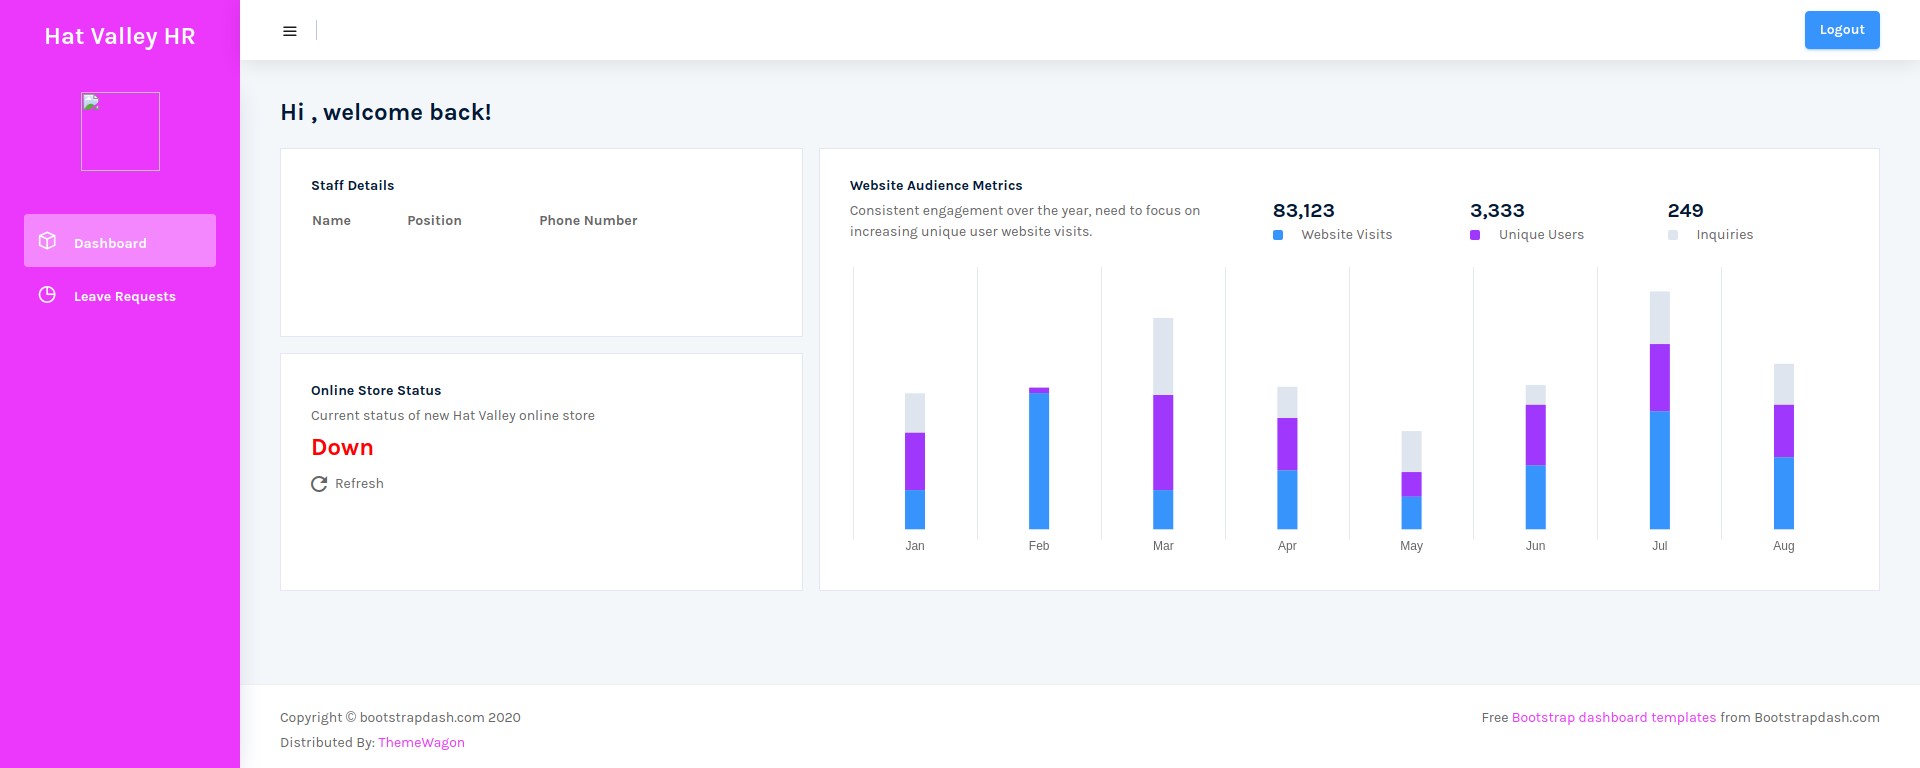 Hat Valley HR
Logout
Dashboard
Leave Requests
Hi , welcome back!
Staff Details
Name Position Phone Number
Online Store Status
Current status of new Hat Valley online store
Down
Refresh
Website Audience Metrics
Consistent engagement over the year, need to focus on
increasing unique user website visits.
83,123
Website Visits
3,333
Unique Users
249
Inquiries
Jan Feb Mar Apr May Jun Jul Aug
Copyright © bootstrapdash.com 2020
Distributed By: ThemeWagon
Free Bootstrap dashboard templates from Bootstrapdash.com